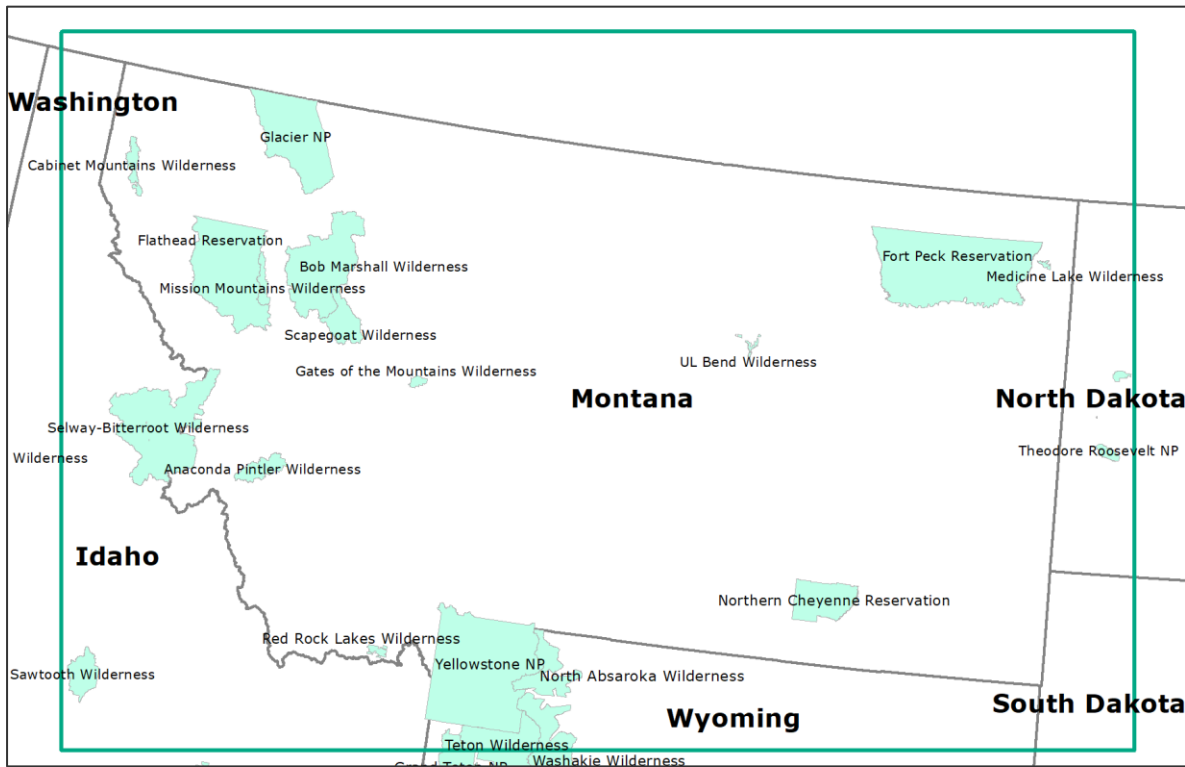 Washington
Glacier NP
Cabinet Mountains Wilderness
Flathead Reservation
Bob Marshall Wilderness
Fort Peck Reservation
Medicine Lake Wilderness
Mission Mountains Wilderness
Scapegoat Wilderness
UL Bend Wilderness
Gates of the Mountains Wilderness
Montana
North Dakota
Selway-Bitterroot Wilderness
Theodore Roosevelt NP
Wilderness
Anaconda Pintler Wilderness
Idaho
Northern Cheyenne Reservation
Red Rock Lakes Wilderness
Yellowstone NP
Sawtooth Wilderness
North Absaroka Wilderness
South Dakota
Wyoming
Teton Wilderness
Washakie Wilderness
Grand Teton NP